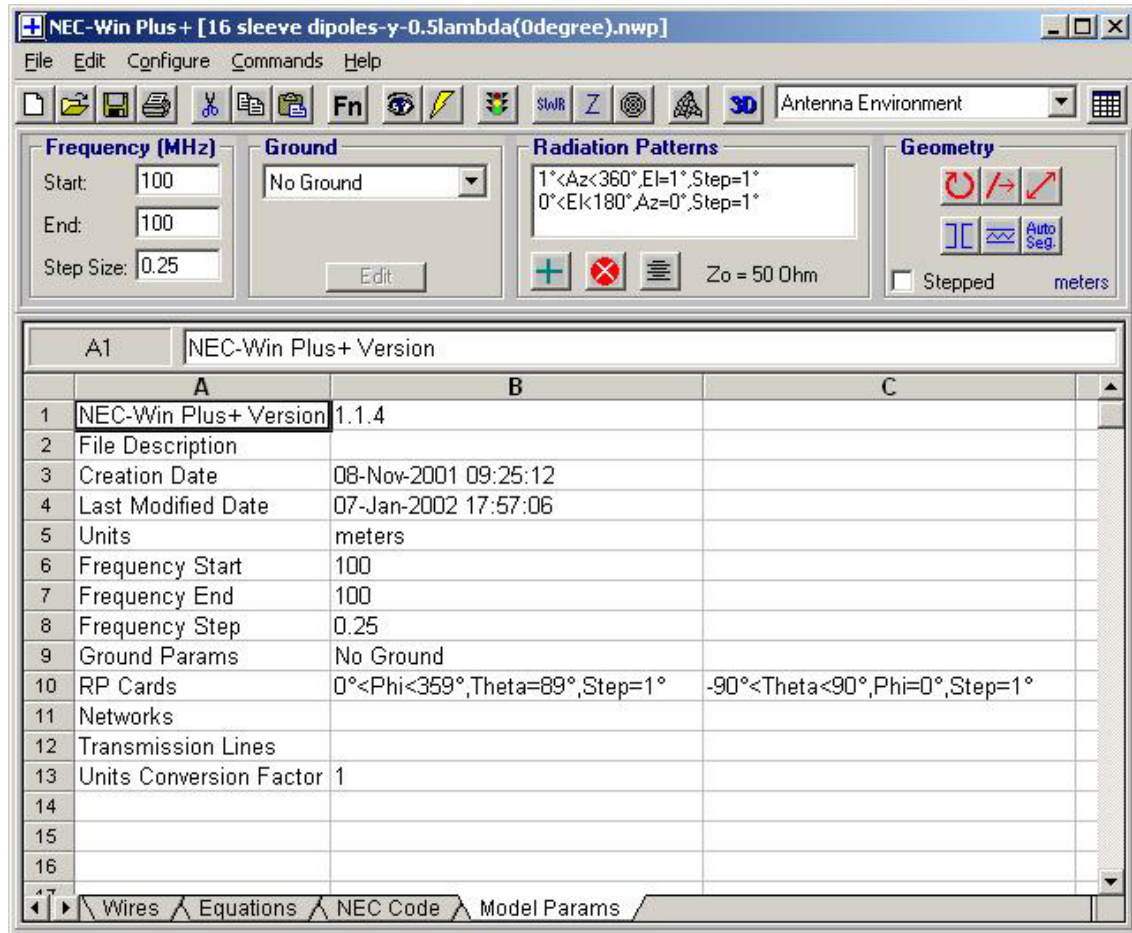 NEC-Win Plus+ [16 sleeve dipoles-y-0.5lambda(0degree).nwp]
File Edit Configure Commands Help
Fn SWR Z 3D Antenna Environment
Frequency (MHz) Ground Radiation Patterns Geometry
Start: 100 No Ground 1°<Az<360°,El=1°,Step=1°
0°<El<180°,Az=0°,Step=1°
End: 100
Auto Seg.
Step Size: 0.25 Edit Zo = 50 Ohm Stepped meters
A1 NEC-Win Plus+ Version
A B C
1 NEC-Win Plus+ Version 1.1.4
2 File Description
3 Creation Date 08-Nov-2001 09:25:12
4 Last Modified Date 07-Jan-2002 17:57:06
5 Units meters
6 Frequency Start 100
7 Frequency End 100
8 Frequency Step 0.25
9 Ground Params No Ground
10 RP Cards 0°<Phi<359°,Theta=89°,Step=1° -90°<Theta<90°,Phi=0°,Step=1°
11 Networks
12 Transmission Lines
13 Units Conversion Factor 1
14
15
16
17
Wires Equations NEC Code Model Params